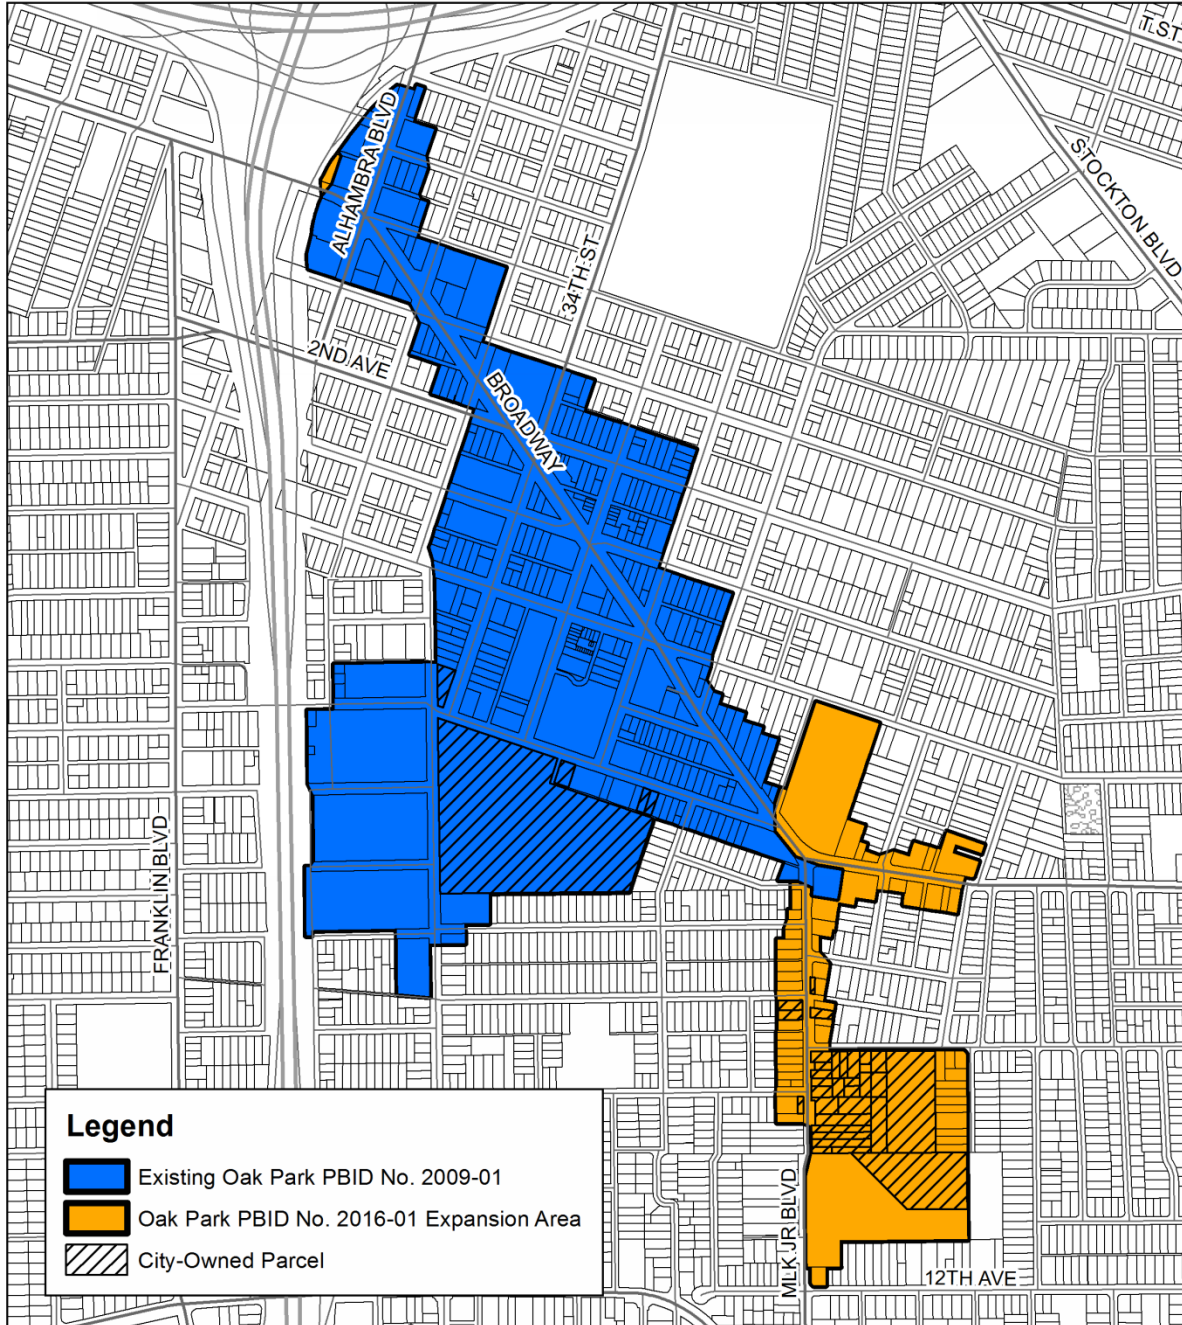 T ST
STOCKTON BLVD
ALHAMBRA BLVD
34TH ST
2ND AVE
BROADWAY
FRANKLIN BLVD
MLK JR BLVD
12TH AVE
Legend
Existing Oak Park PBID No. 2009-01
Oak Park PBID No. 2016-01 Expansion Area
City-Owned Parcel